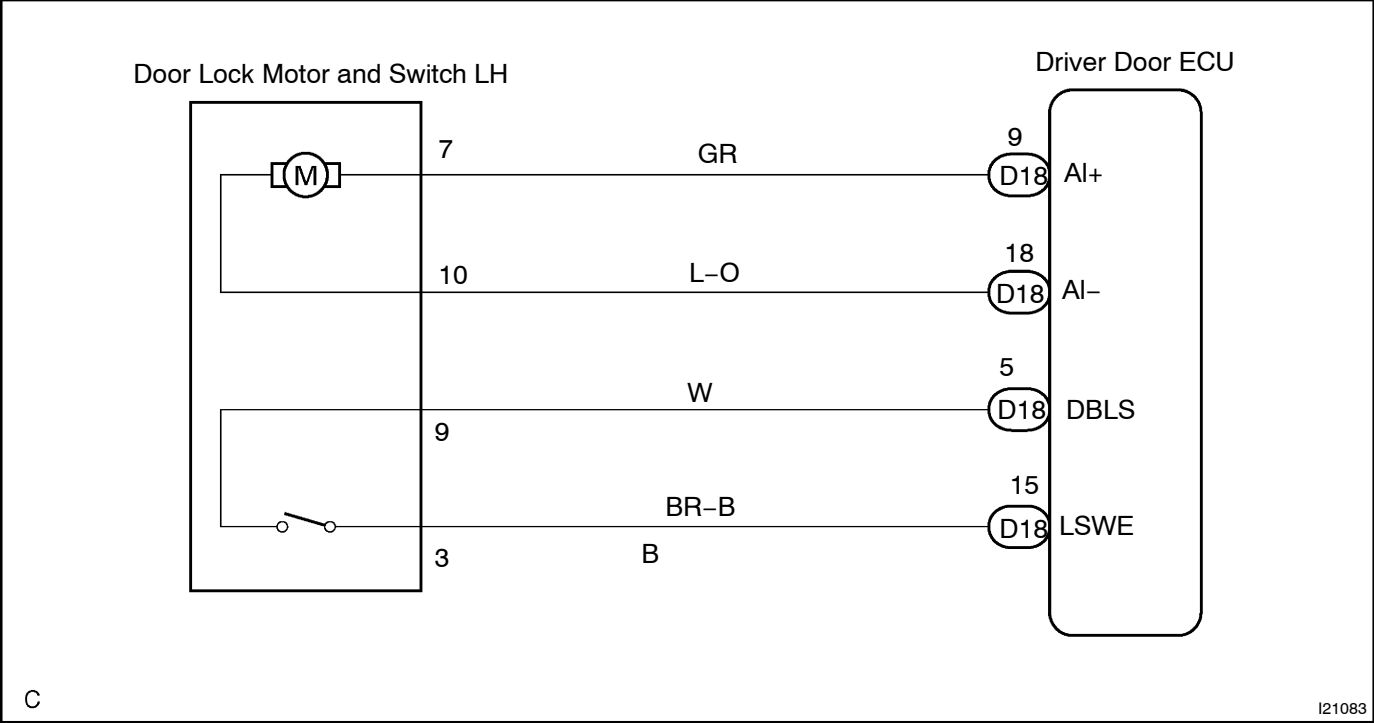 Driver Door ECU
Door Lock Motor and Switch LH
9
7
GR
M
D18
AI+
18
10
L−O
D18
AI−
5
W
D18
DBLS
9
15
BR−B
D18
LSWE
3
B
C
I21083